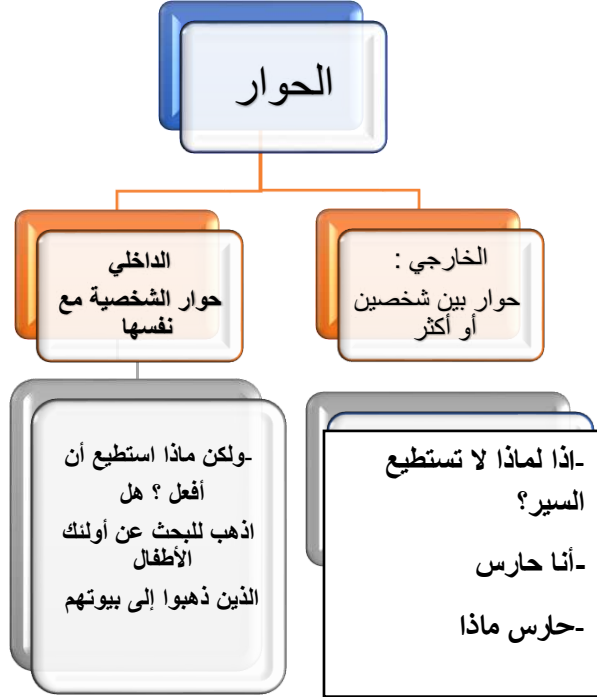 الحوار
الخارجي :
حوار بين شخصين
أو أكثر
الداخلي
حوار الشخصية مع
نفسها
-اذا لماذا لا تستطيع
السير؟
-أنا حارس
-حارس ماذا
-ولكن ماذا استطيع أن
أفعل ؟ هل
اذهب للبحث عن أولئك
الأطفال
الذين ذهبوا إلى بيوتهم